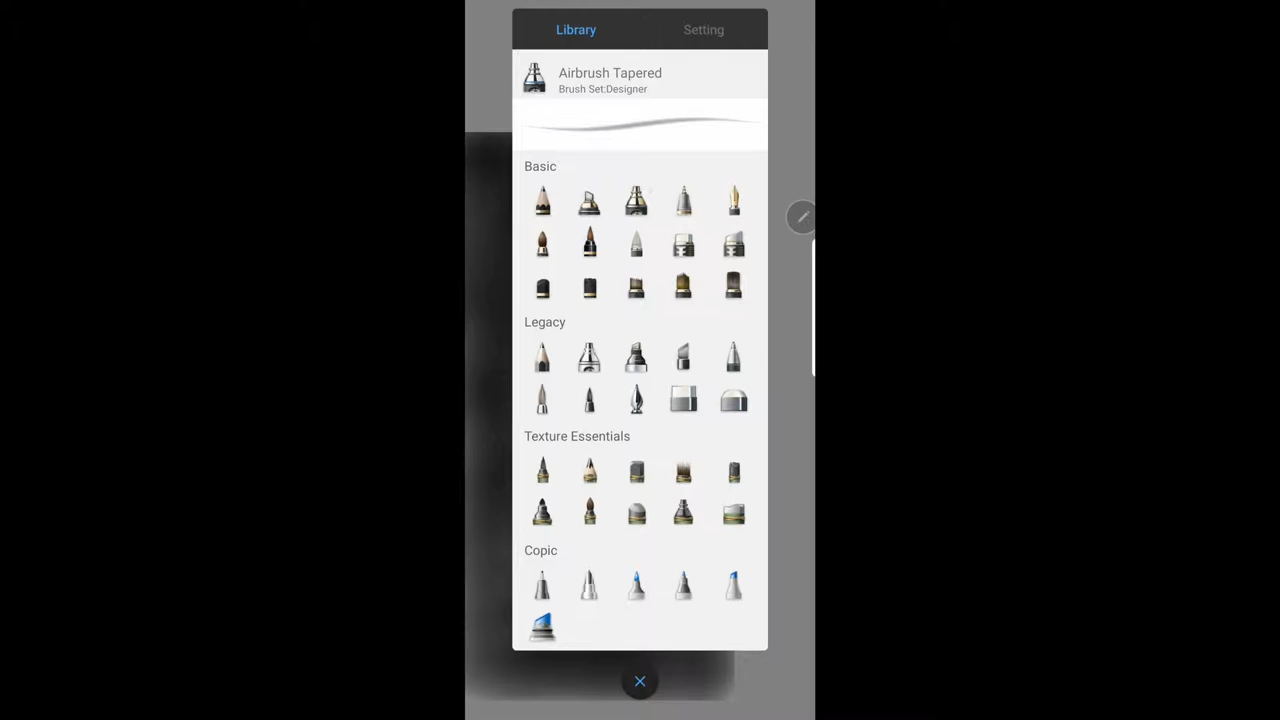 Library
Setting
Airbrush Tapered
Brush Set:Designer
Basic
Legacy
Texture Essentials
Copic